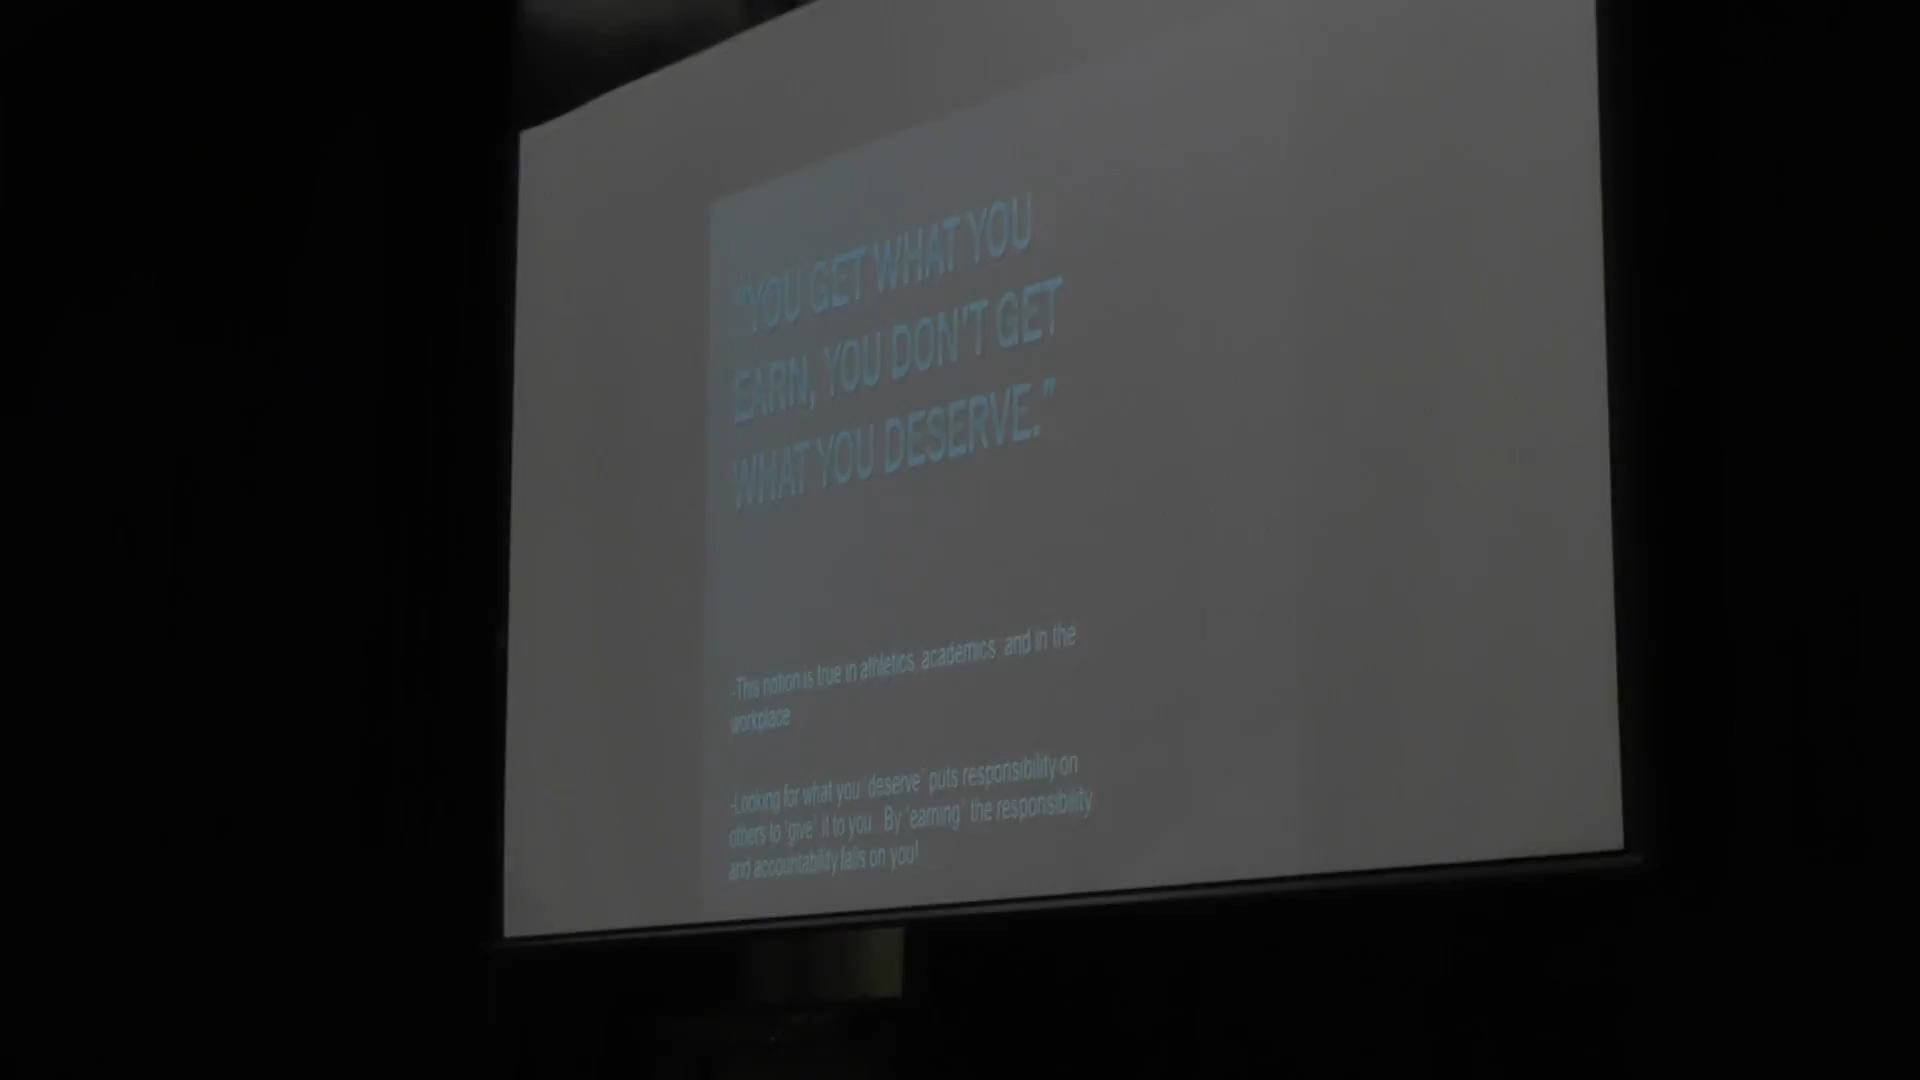 "YOU GET WHAT YOU
EARN, YOU DON'T GET
WHAT YOU DESERVE."
-This notion is true in athletics academics and in the
workplace
-Looking for what you 'deserve' puts responsibility on
others to 'give' it to you. By 'earning' the responsibility
and accountability falls on you!